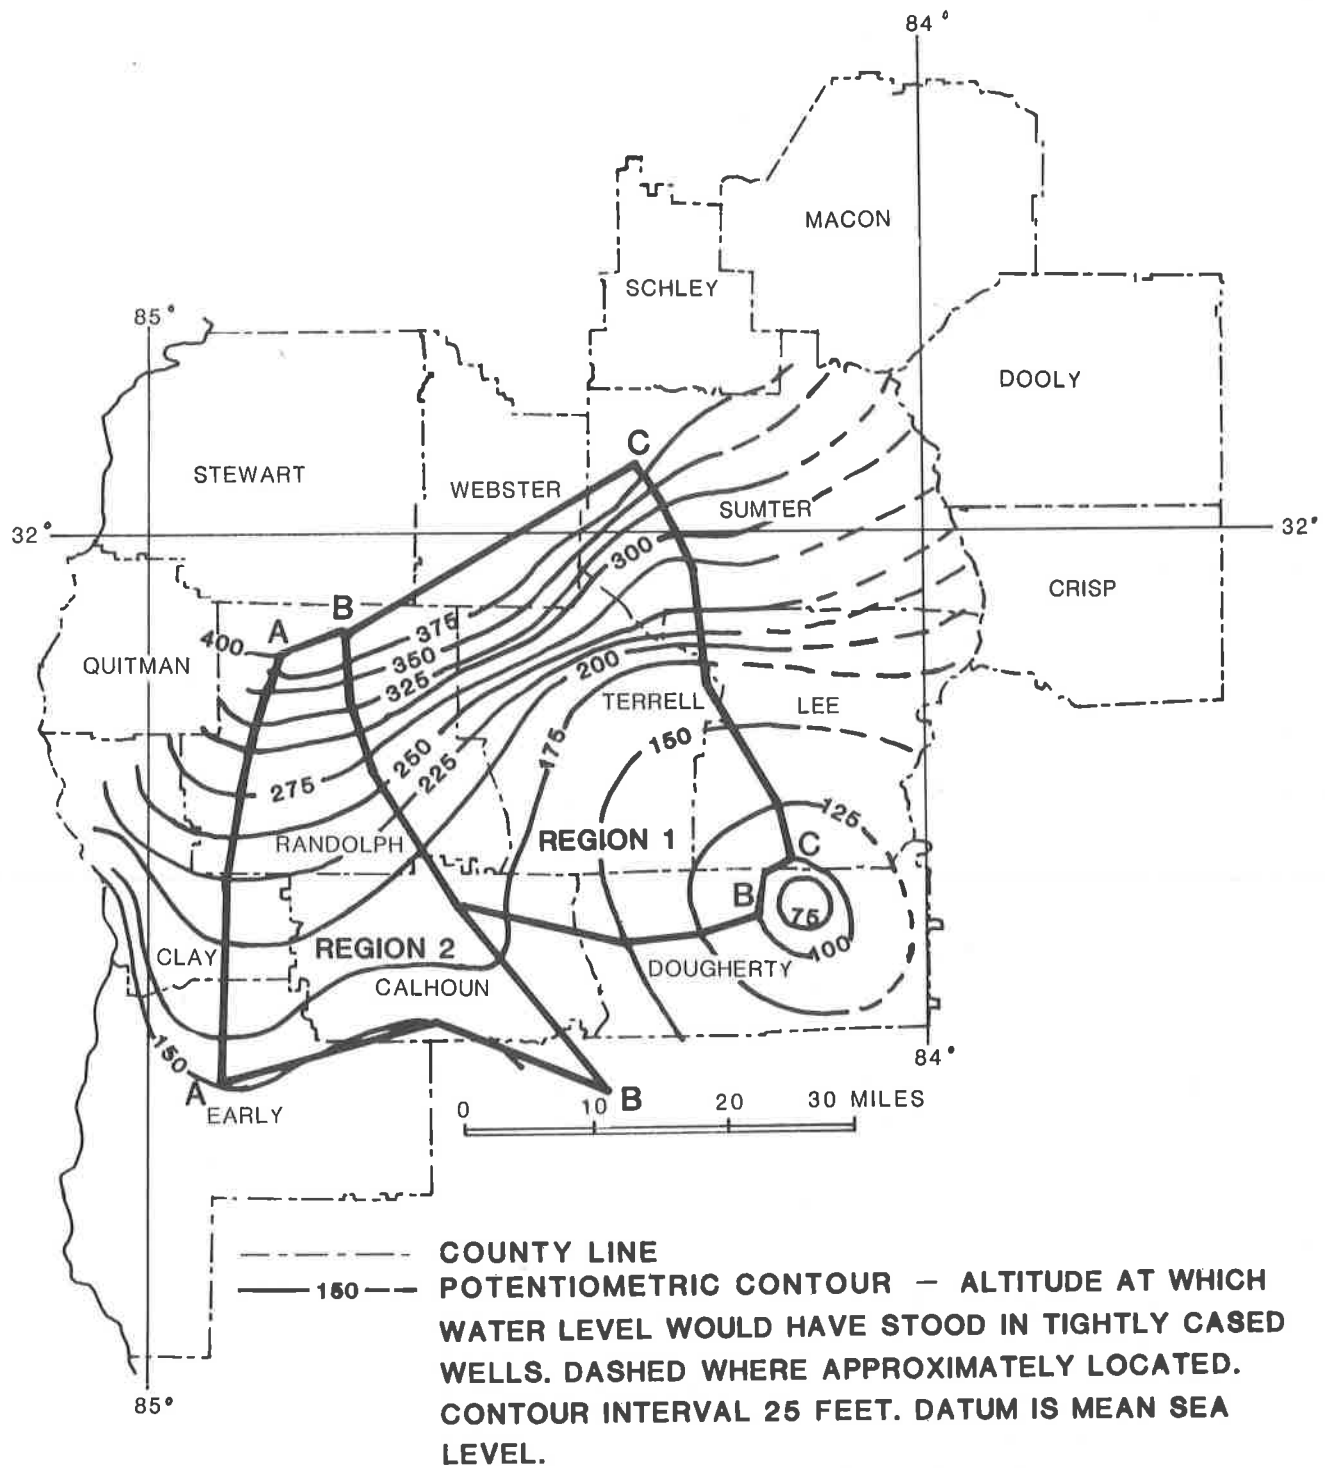 84°
MACON
SCHLEY
85°
DOOLY
C
STEWART
WEBSTER
SUMTER
32°
32°
300
CRISP
B
A
400
375
QUITMAN
350
325
200
TERRELL
LEE
150
175
250
225
275
125
RANDOLPH
REGION 1
C
B
75
100
CLAY
REGION 2
DOUGHERTY
CALHOUN
150
84°
A
B
EARLY
0 10 20 30 MILES
COUNTY LINE
150 POTENTIOMETRIC CONTOUR — ALTITUDE AT WHICH
WATER LEVEL WOULD HAVE STOOD IN TIGHTLY CASED
WELLS. DASHED WHERE APPROXIMATELY LOCATED.
CONTOUR INTERVAL 25 FEET. DATUM IS MEAN SEA
LEVEL.
85°